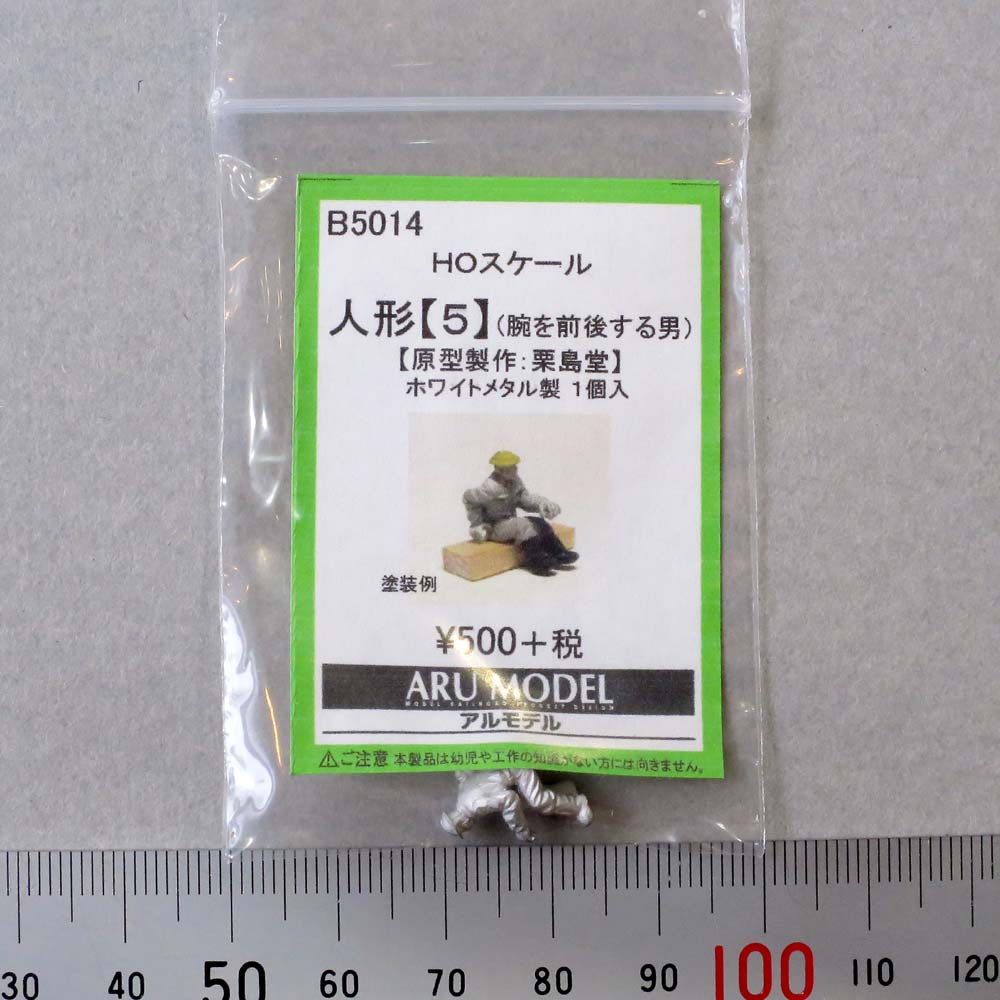 B5014
HOスケール
人形【5】(腕を前後する男)
【原型製作:栗島堂】
ホワイトメタル製 1個入
塗装例
¥500+税
ARU MODEL
MODEL RAILROAD PRODUCT DESIGN
アルモデル
⚠ご注意 本製品は幼児や工作の知識がない方には向きません。
30 40 50 60 70 80 90 100 110 120